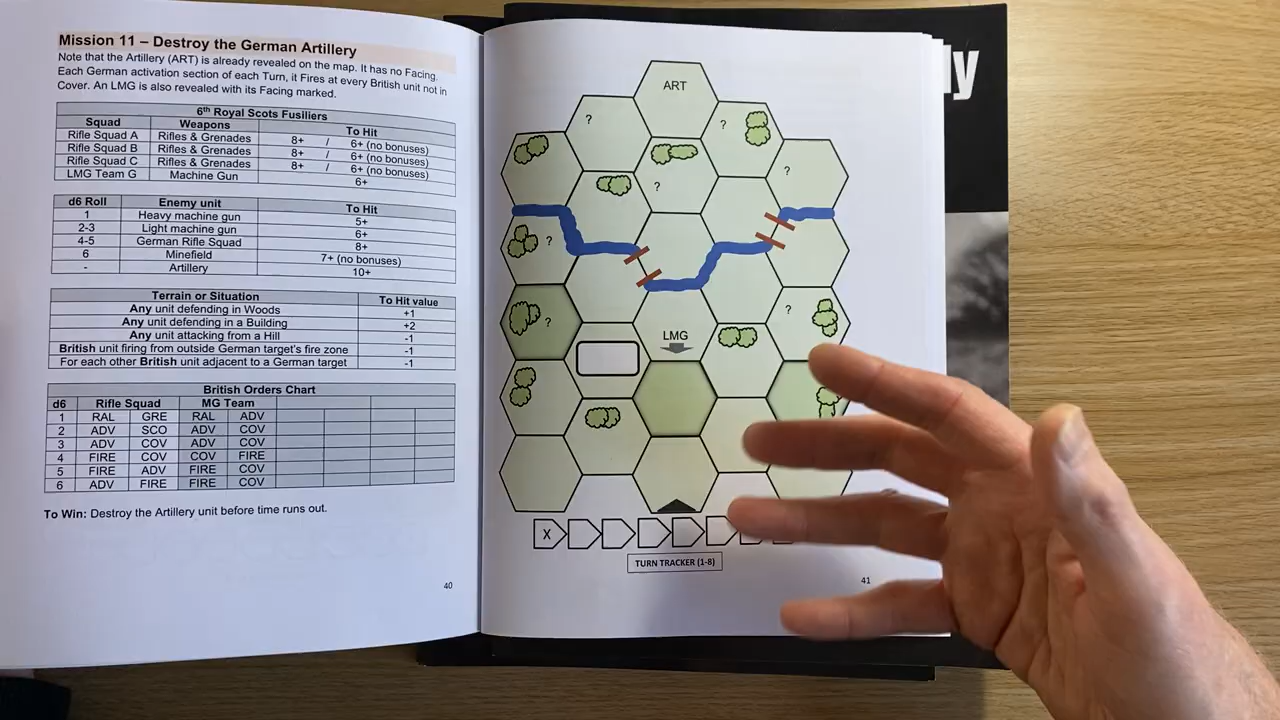 Mission 11 – Destroy the German Artillery
Note that the Artillery (ART) is already revealed on the map. It has no Facing.
Each German activation section of each Turn, it Fires at every British unit not in
Cover. An LMG is also revealed with its Facing marked.
6th Royal Scots Fusiliers
Squad Weapons To Hit
Rifle Squad A Rifles & Grenades 8+ / 6+ (no bonuses)
Rifle Squad B Rifles & Grenades 8+ / 6+ (no bonuses)
Rifle Squad C Rifles & Grenades 8+ / 6+ (no bonuses)
LMG Team G Machine Gun 6+
d6 Roll Enemy unit To Hit
1 Heavy machine gun 5+
2-3 Light machine gun 6+
4-5 German Rifle Squad 8+
6 Minefield 7+ (no bonuses)
- Artillery 10+
Terrain or Situation To Hit value
Any unit defending in Woods +1
Any unit defending in a Building +2
Any unit attacking from a Hill -1
British unit firing from outside German target's fire zone -1
For each other British unit adjacent to a German target -1
British Orders Chart
d6 Rifle Squad MG Team
1 RAL GRE RAL ADV
2 ADV SCO ADV COV
3 ADV COV ADV COV
4 FIRE COV COV FIRE
5 FIRE ADV FIRE COV
6 ADV FIRE FIRE COV
To Win: Destroy the Artillery unit before time runs out.
40
ART
?
?
?
?
?
?
?
LMG
X
TURN TRACKER (1-8)
41
ly